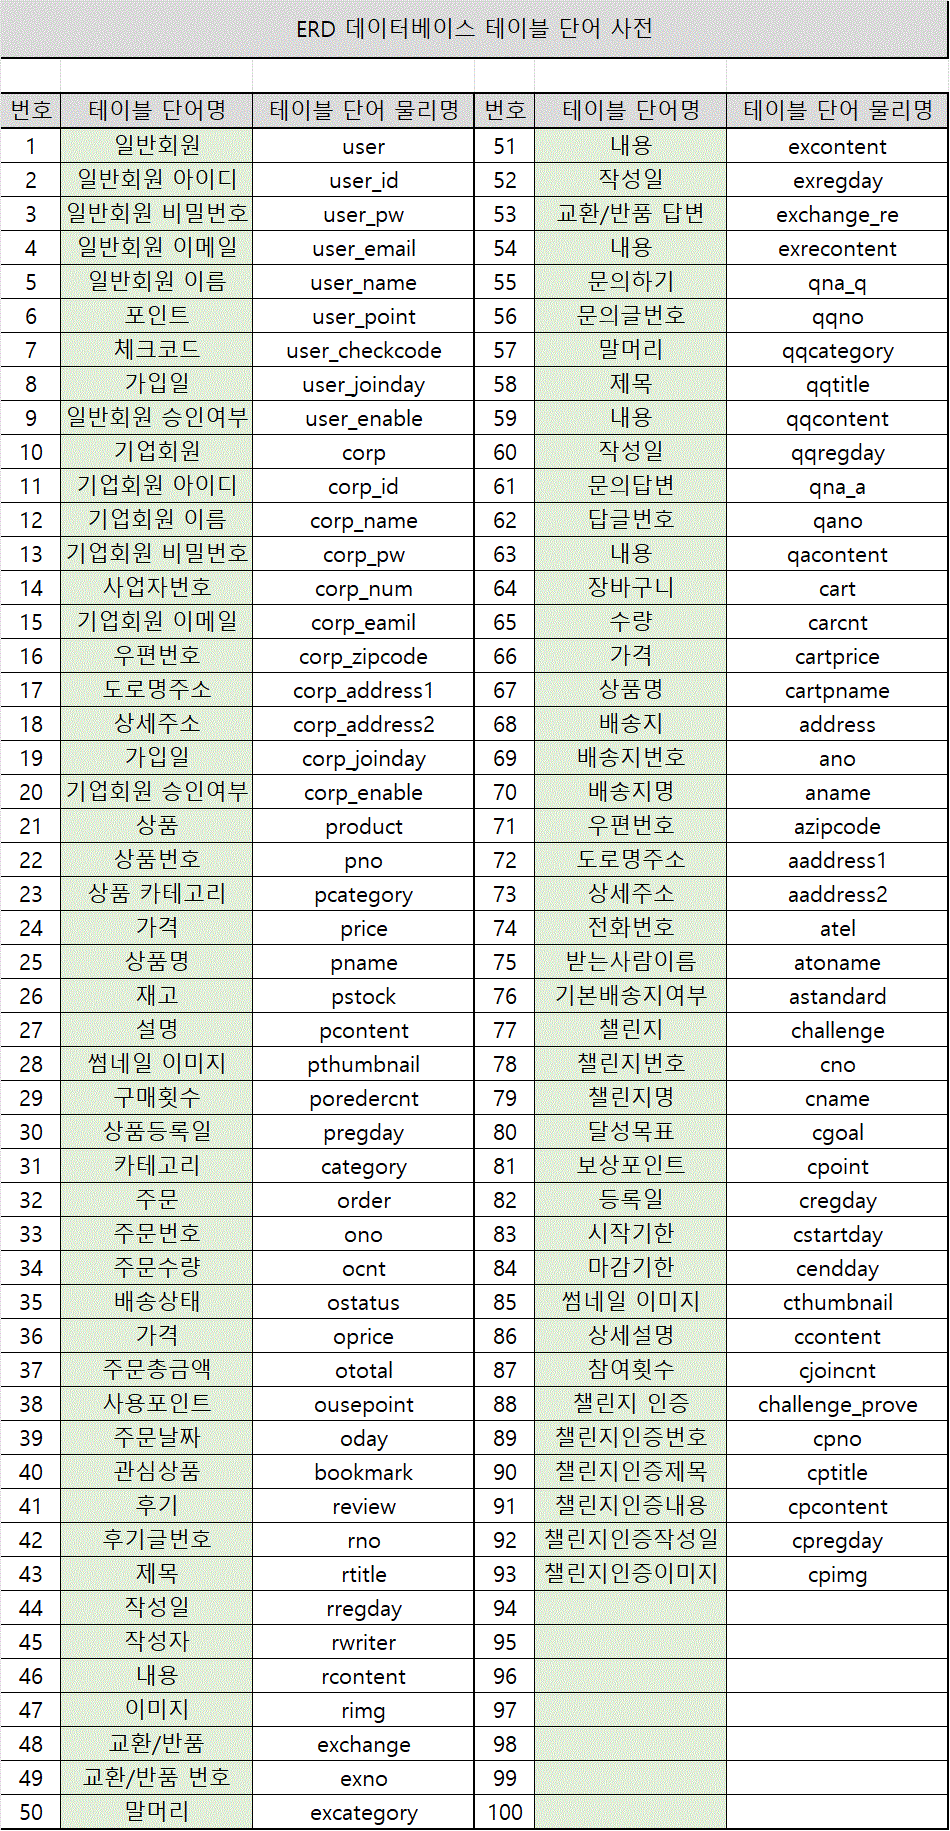 ERD 데이터베이스 테이블 단어 사전
번호 테이블 단어명 테이블 단어 물리명 번호 테이블 단어명 테이블 단어 물리명
1 일반회원 user 51 내용 excontent
2 일반회원 아이디 user_id 52 작성일 exregday
3 일반회원 비밀번호 user_pw 53 교환/반품 답변 exchange_re
4 일반회원 이메일 user_email 54 내용 exrecontent
5 일반회원 이름 user_name 55 문의하기 qna_q
6 포인트 user_point 56 문의글번호 qqno
7 체크코드 user_checkcode 57 말머리 qqcategory
8 가입일 user_joinday 58 제목 qqtitle
9 일반회원 승인여부 user_enable 59 내용 qqcontent
10 기업회원 corp 60 작성일 qqregday
11 기업회원 아이디 corp_id 61 문의답변 qna_a
12 기업회원 이름 corp_name 62 답글번호 qano
13 기업회원 비밀번호 corp_pw 63 내용 qacontent
14 사업자번호 corp_num 64 장바구니 cart
15 기업회원 이메일 corp_eamil 65 수량 carcnt
16 우편번호 corp_zipcode 66 가격 cartprice
17 도로명주소 corp_address1 67 상품명 cartpname
18 상세주소 corp_address2 68 배송지 address
19 가입일 corp_joinday 69 배송지번호 ano
20 기업회원 승인여부 corp_enable 70 배송지명 aname
21 상품 product 71 우편번호 azipcode
22 상품번호 pno 72 도로명주소 aaddress1
23 상품 카테고리 pcategory 73 상세주소 aaddress2
24 가격 price 74 전화번호 atel
25 상품명 pname 75 받는사람이름 atoname
26 재고 pstock 76 기본배송지여부 astandard
27 설명 pcontent 77 챌린지 challenge
28 썸네일 이미지 pthumbnail 78 챌린지번호 cno
29 구매횟수 poredercnt 79 챌린지명 cname
30 상품등록일 pregday 80 달성목표 cgoal
31 카테고리 category 81 보상포인트 cpoint
32 주문 order 82 등록일 cregday
33 주문번호 ono 83 시작기한 cstartday
34 주문수량 ocnt 84 마감기한 cendday
35 배송상태 ostatus 85 썸네일 이미지 cthumbnail
36 가격 oprice 86 상세설명 ccontent
37 주문총금액 ototal 87 참여횟수 cjoincnt
38 사용포인트 ousepoint 88 챌린지 인증 challenge_prove
39 주문날짜 oday 89 챌린지인증번호 cpno
40 관심상품 bookmark 90 챌린지인증제목 cptitle
41 후기 review 91 챌린지인증내용 cpcontent
42 후기글번호 rno 92 챌린지인증작성일 cpregday
43 제목 rtitle 93 챌린지인증이미지 cpimg
44 작성일 rregday 94
45 작성자 rwriter 95
46 내용 rcontent 96
47 이미지 rimg 97
48 교환/반품 exchange 98
49 교환/반품 번호 exno 99
50 말머리 excategory 100